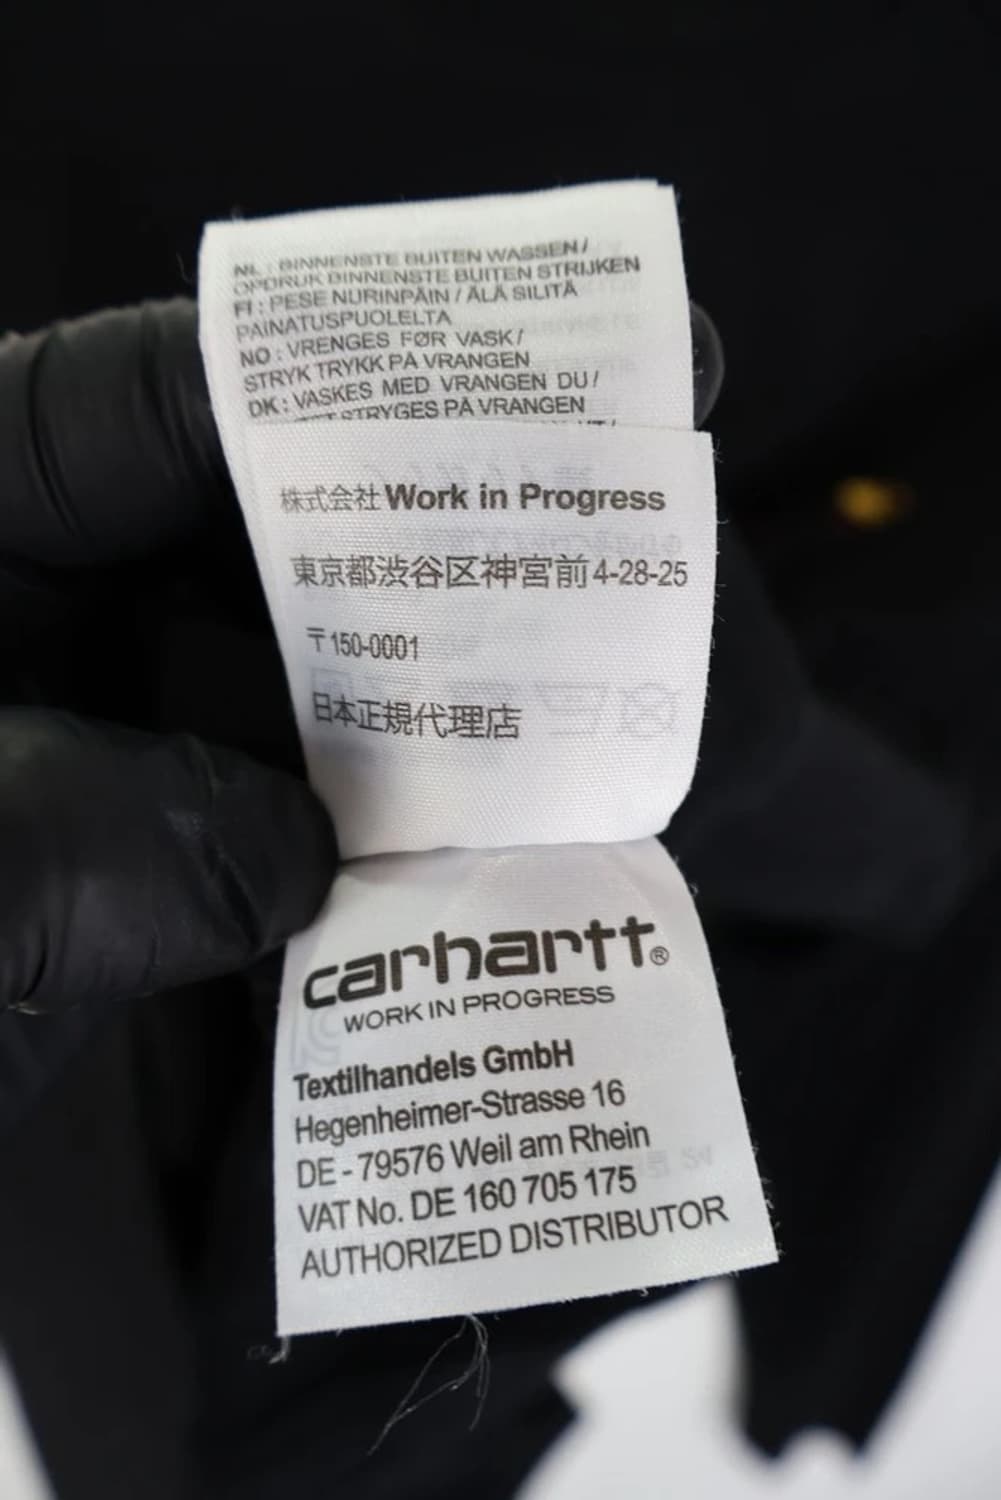 NL : BINNENSTE BUITEN WASSEN /
OPDRUK BINNENSTE BUITEN STRIJKEN
FI : PESE NURINPÄIN / ÄLÄ SILITÄ
PAINATUSPUOLELTA
NO : VRENGES FØR VASK /
STRYK TRYKK PÅ VRANGEN
DK : VASKES MED VRANGEN DU /
STRYGES PÅ VRANGEN
株式会社 Work in Progress
東京都渋谷区神宮前 4-28-25
〒150-0001
日本正規代理店
carhartt®
WORK IN PROGRESS
Textilhandels GmbH
Hegenheimer-Strasse 16
DE - 79576 Weil am Rhein
VAT No. DE 160 705 175
AUTHORIZED DISTRIBUTOR